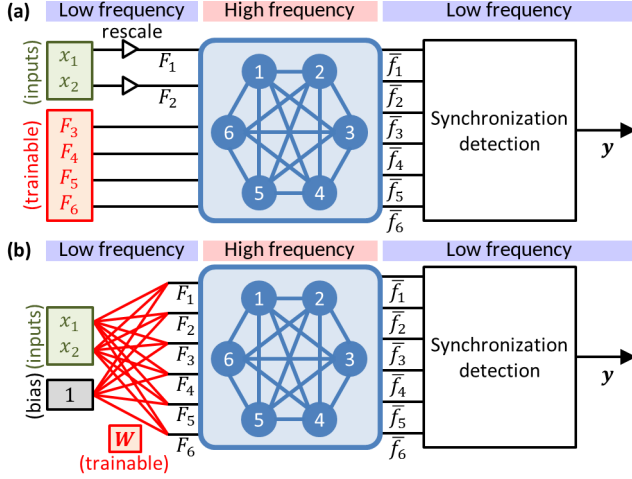 Low frequency High frequency Low frequency
(a)
rescale
(inputs)
x₁
x₂
F₁
F₂
(trainable)
F₃
F₄
F₅
F₆
1 2
6 3
5 4
f̅₁
f̅₂
f̅₃
f̅₄
f̅₅
f̅₆
Synchronization
detection
y
(b)
Low frequency High frequency Low frequency
(inputs)
x₁
x₂
(bias)
1
W
(trainable)
F₁
F₂
F₃
F₄
F₅
F₆
1 2
6 3
5 4
f̅₁
f̅₂
f̅₃
f̅₄
f̅₅
f̅₆
Synchronization
detection
y